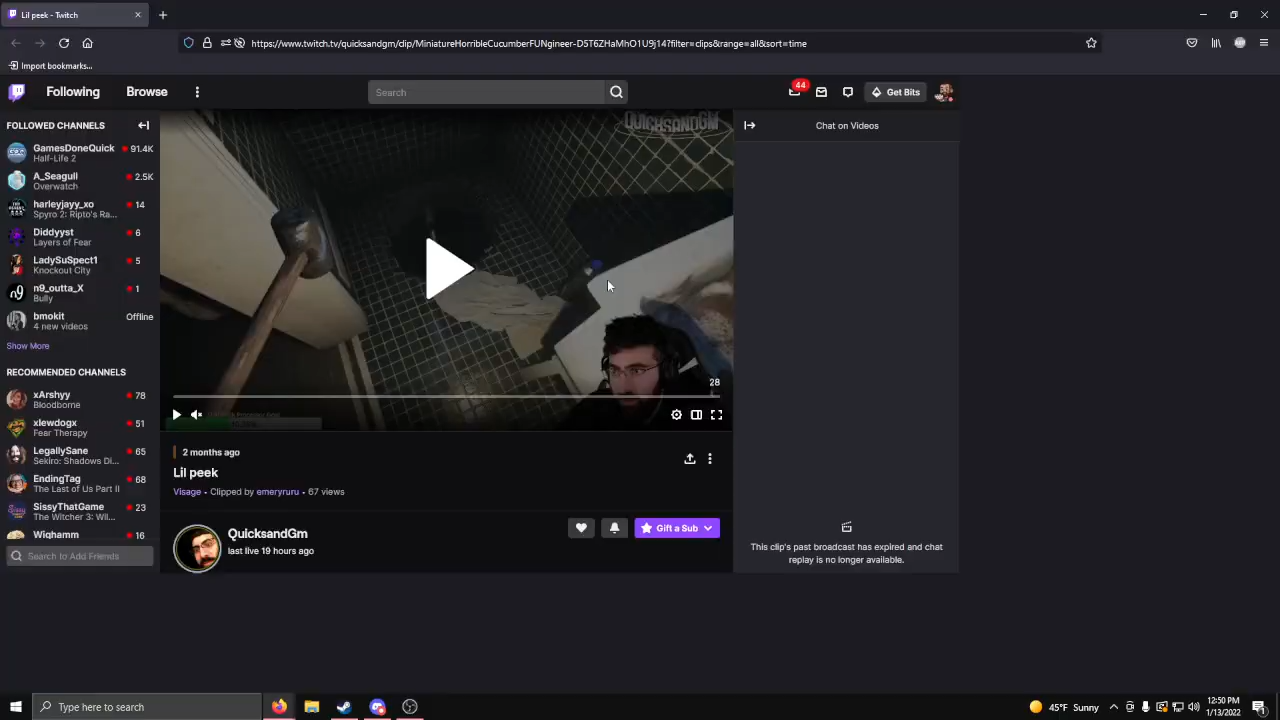 Lil peek - Twitch
https://www.twitch.tv/quicksandgm/clip/MiniatureHorribleCucumberFUNgineer-D5T6ZHaMhO1U9j14?filter=clips&range=all&sort=time
Import bookmarks...
Following
Browse
Search
44
Get Bits
FOLLOWED CHANNELS
GamesDoneQuick
91.4K
Half-Life 2
A_Seagull
2.5K
Overwatch
harleyjayy_xo
14
Spyro 2: Ripto's Ra...
Diddyyst
6
Layers of Fear
LadySuSpect1
5
Knockout City
n9_outta_X
1
Bully
bmokit
Offline
4 new videos
Show More
RECOMMENDED CHANNELS
xArshyy
78
Bloodborne
xlewdogx
51
Fear Therapy
LegallySane
65
Sekiro: Shadows Di...
EndingTag
68
The Last of Us Part II
SissyThatGame
23
The Witcher 3: Wil...
Wighamm
16
Search to Add Friends
QUICKSANDGM
28
2 months ago
Lil peek
Visage • Clipped by emeryruru • 67 views
QuicksandGm
last live 19 hours ago
Gift a Sub
Chat on Videos
This clip's past broadcast has expired and chat
replay is no longer available.
Type here to search
45°F Sunny
12:50 PM
1/13/2022
1